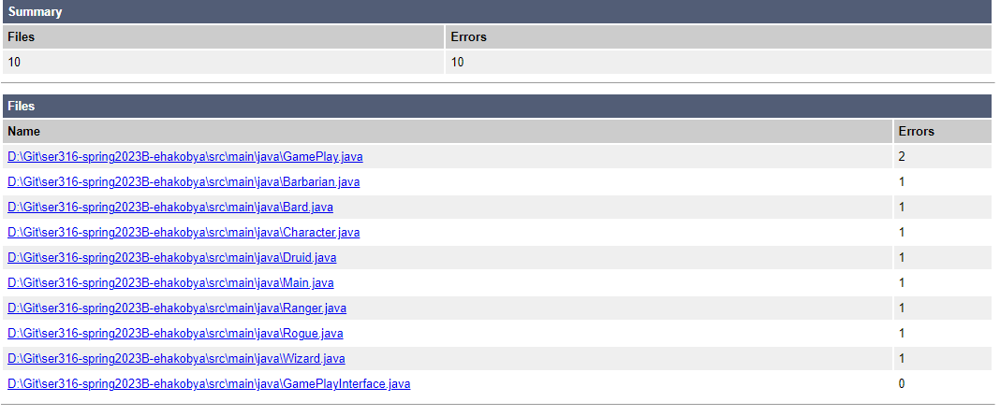 Summary
Files Errors
10 10
Files
Name Errors
D:\Git\ser316-spring2023B-ehakobya\src\main\java\GamePlay.java 2
D:\Git\ser316-spring2023B-ehakobya\src\main\java\Barbarian.java 1
D:\Git\ser316-spring2023B-ehakobya\src\main\java\Bard.java 1
D:\Git\ser316-spring2023B-ehakobya\src\main\java\Character.java 1
D:\Git\ser316-spring2023B-ehakobya\src\main\java\Druid.java 1
D:\Git\ser316-spring2023B-ehakobya\src\main\java\Main.java 1
D:\Git\ser316-spring2023B-ehakobya\src\main\java\Ranger.java 1
D:\Git\ser316-spring2023B-ehakobya\src\main\java\Rogue.java 1
D:\Git\ser316-spring2023B-ehakobya\src\main\java\Wizard.java 1
D:\Git\ser316-spring2023B-ehakobya\src\main\java\GamePlayInterface.java 0